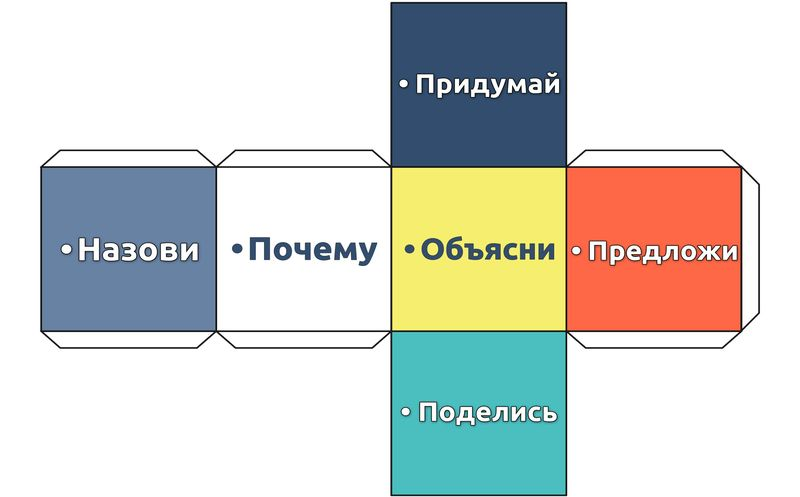 • Придумай
• Назови
• Почему
• Объясни
• Предложи
• Поделись